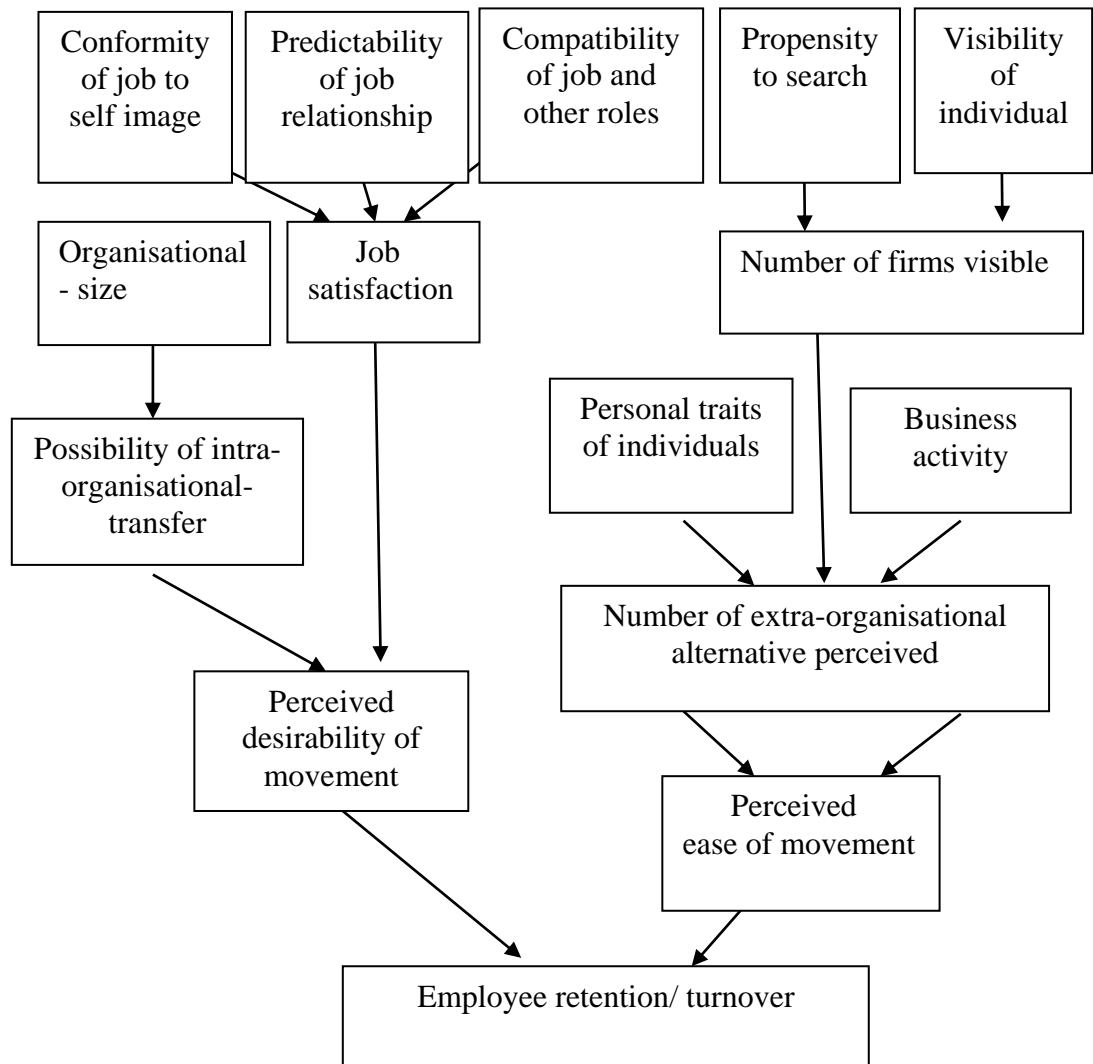 Conformity
of job to
self image
Predictability
of job
relationship
Compatibility
of job and
other roles
Propensity
to search
Visibility
of
individual
Organisational
- size
Job
satisfaction
Number of firms visible
Personal traits
of individuals
Business
activity
Possibility of intra-
organisational-
transfer
Number of extra-organisational
alternative perceived
Perceived
desirability of
movement
Perceived
ease of movement
Employee retention/ turnover